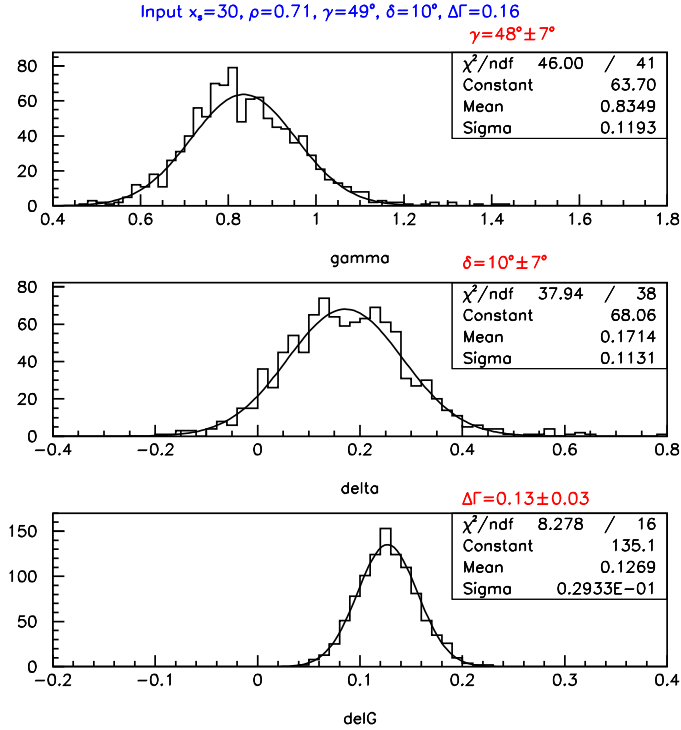 Input xₛ=30, ρ=0.71, γ=49°, δ=10°, ΔΓ=0.16
γ=48°±7°
χ²/ndf 46.00 / 41
Constant 63.70
Mean 0.8349
Sigma 0.1193
80
60
40
20
0
0.4 0.6 0.8 1 1.2 1.4 1.6 1.8
gamma
δ=10°±7°
χ²/ndf 37.94 / 38
Constant 68.06
Mean 0.1714
Sigma 0.1131
80
60
40
20
0
−0.4 −0.2 0 0.2 0.4 0.6 0.8
delta
ΔΓ=0.13±0.03
χ²/ndf 8.278 / 16
Constant 135.1
Mean 0.1269
Sigma 0.2933E−01
150
100
50
0
−0.2 −0.1 0 0.1 0.2 0.3 0.4
delG